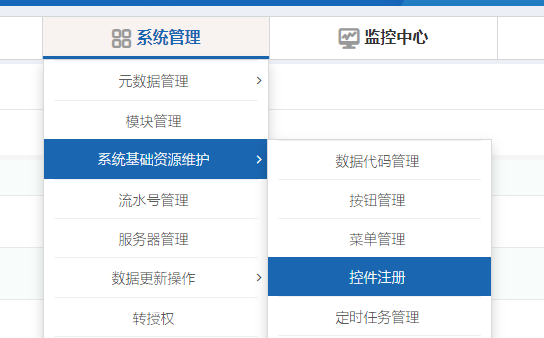 系统管理
监控中心
元数据管理
模块管理
系统基础资源维护
流水号管理
服务器管理
数据更新操作
转授权
数据代码管理
按钮管理
菜单管理
控件注册
定时任务管理